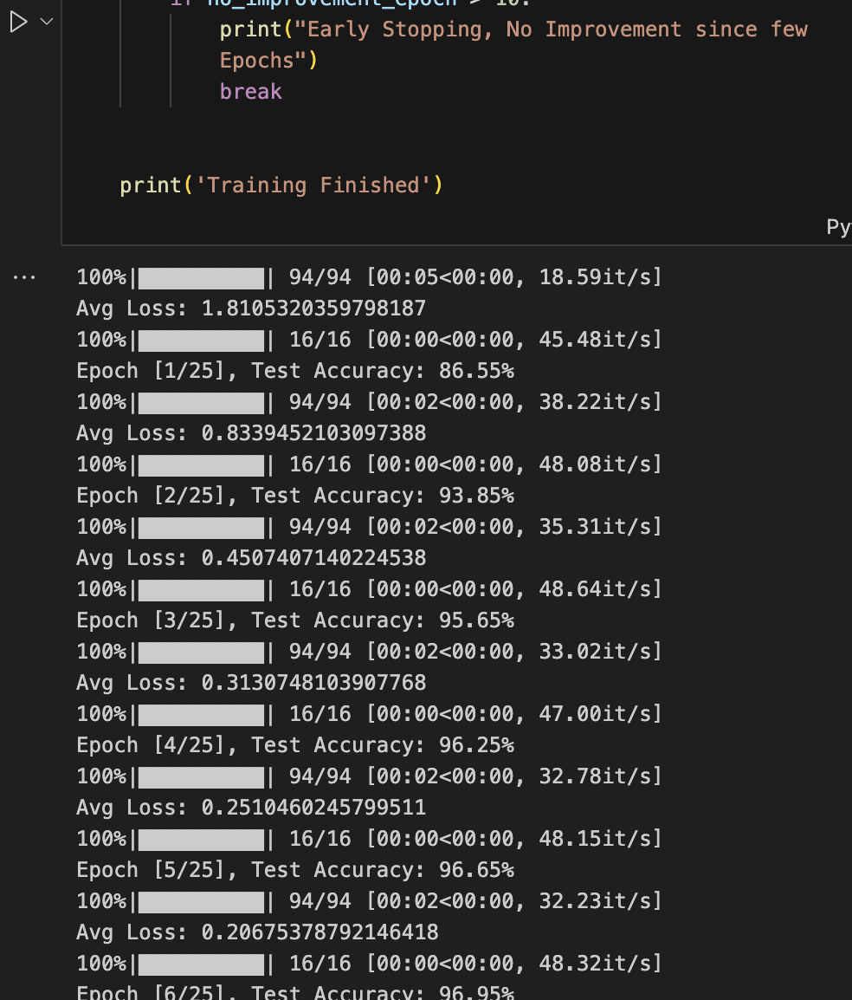 if no_improvement_epoch > 10:
print("Early Stopping, No Improvement since few
Epochs")
break
print('Training Finished')
Py
100%|██████████| 94/94 [00:05<00:00, 18.59it/s]
Avg Loss: 1.8105320359798187
100%|██████████| 16/16 [00:00<00:00, 45.48it/s]
Epoch [1/25], Test Accuracy: 86.55%
100%|██████████| 94/94 [00:02<00:00, 38.22it/s]
Avg Loss: 0.8339452103097388
100%|██████████| 16/16 [00:00<00:00, 48.08it/s]
Epoch [2/25], Test Accuracy: 93.85%
100%|██████████| 94/94 [00:02<00:00, 35.31it/s]
Avg Loss: 0.4507407140224538
100%|██████████| 16/16 [00:00<00:00, 48.64it/s]
Epoch [3/25], Test Accuracy: 95.65%
100%|██████████| 94/94 [00:02<00:00, 33.02it/s]
Avg Loss: 0.3130748103907768
100%|██████████| 16/16 [00:00<00:00, 47.00it/s]
Epoch [4/25], Test Accuracy: 96.25%
100%|██████████| 94/94 [00:02<00:00, 32.78it/s]
Avg Loss: 0.2510460245799511
100%|██████████| 16/16 [00:00<00:00, 48.15it/s]
Epoch [5/25], Test Accuracy: 96.65%
100%|██████████| 94/94 [00:02<00:00, 32.23it/s]
Avg Loss: 0.20675378792146418
100%|██████████| 16/16 [00:00<00:00, 48.32it/s]
Epoch [6/25], Test Accuracy: 96.95%